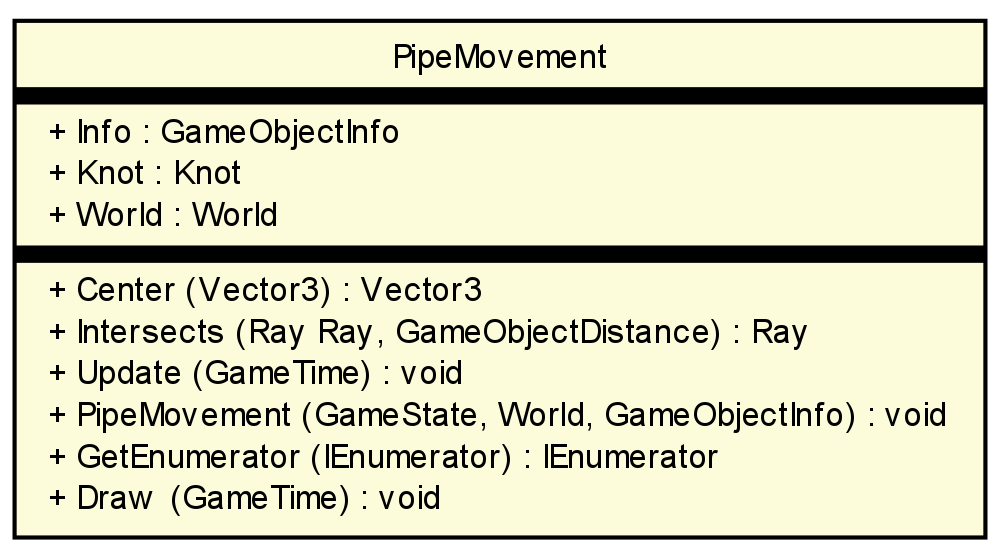 PipeMovement
+ Info : GameObjectInfo
+ Knot : Knot
+ World : World
+ Center (Vector3) : Vector3
+ Intersects (Ray Ray, GameObjectDistance) : Ray
+ Update (GameTime) : void
+ PipeMovement (GameState, World, GameObjectInfo) : void
+ GetEnumerator (IEnumerator) : IEnumerator
+ Draw (GameTime) : void